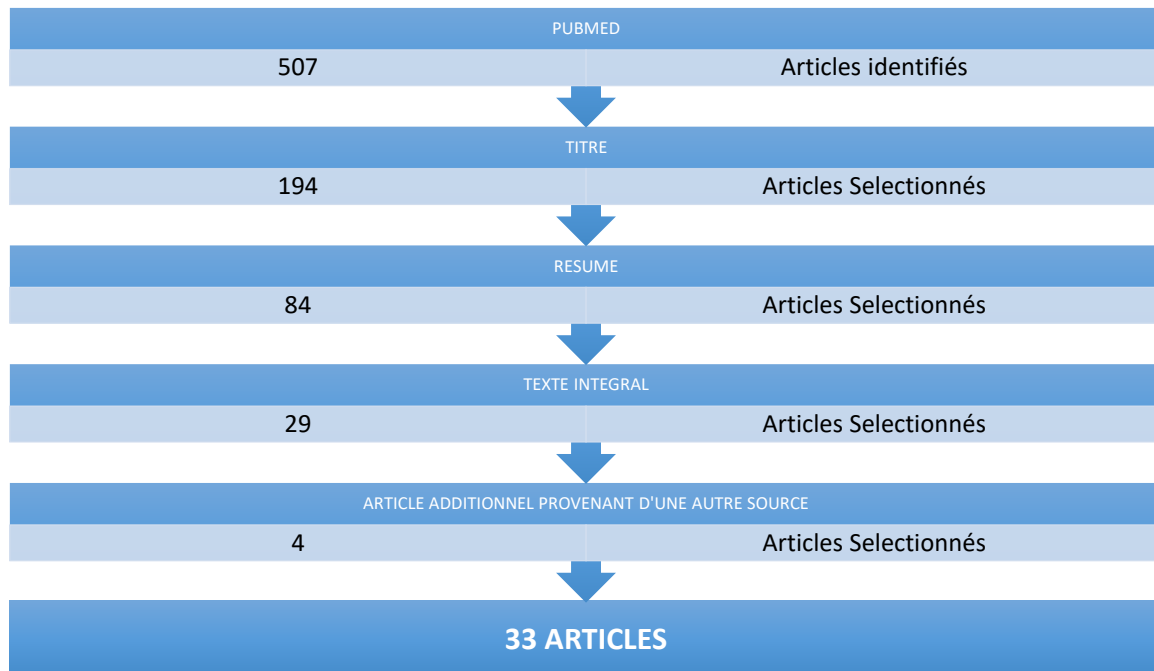 PUBMED
507 Articles identifiés
TITRE
194 Articles Selectionnés
RESUME
84 Articles Selectionnés
TEXTE INTEGRAL
29 Articles Selectionnés
ARTICLE ADDITIONNEL PROVENANT D'UNE AUTRE SOURCE
4 Articles Selectionnés
33 ARTICLES